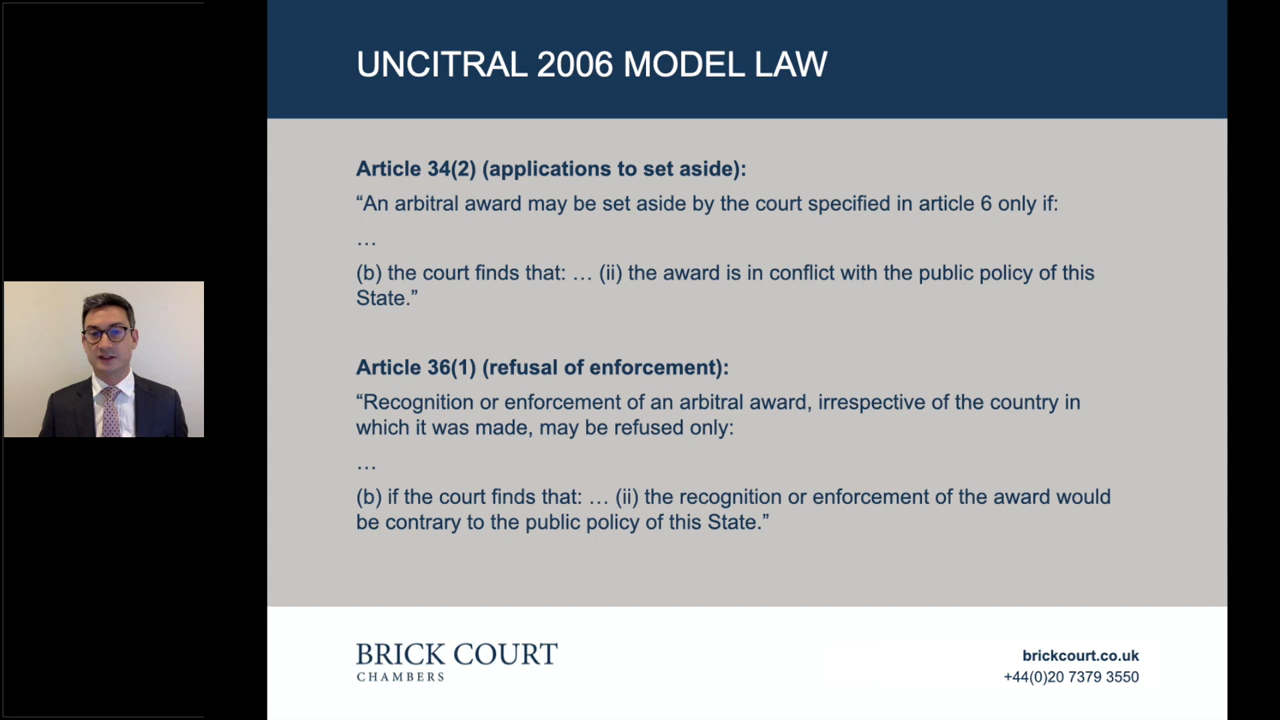 UNCITRAL 2006 MODEL LAW
Article 34(2) (applications to set aside):
“An arbitral award may be set aside by the court specified in article 6 only if:
…
(b) the court finds that: … (ii) the award is in conflict with the public policy of this
State.”
Article 36(1) (refusal of enforcement):
“Recognition or enforcement of an arbitral award, irrespective of the country in
which it was made, may be refused only:
…
(b) if the court finds that: … (ii) the recognition or enforcement of the award would
be contrary to the public policy of this State.”
BRICK COURT
CHAMBERS
brickcourt.co.uk
+44(0)20 7379 3550